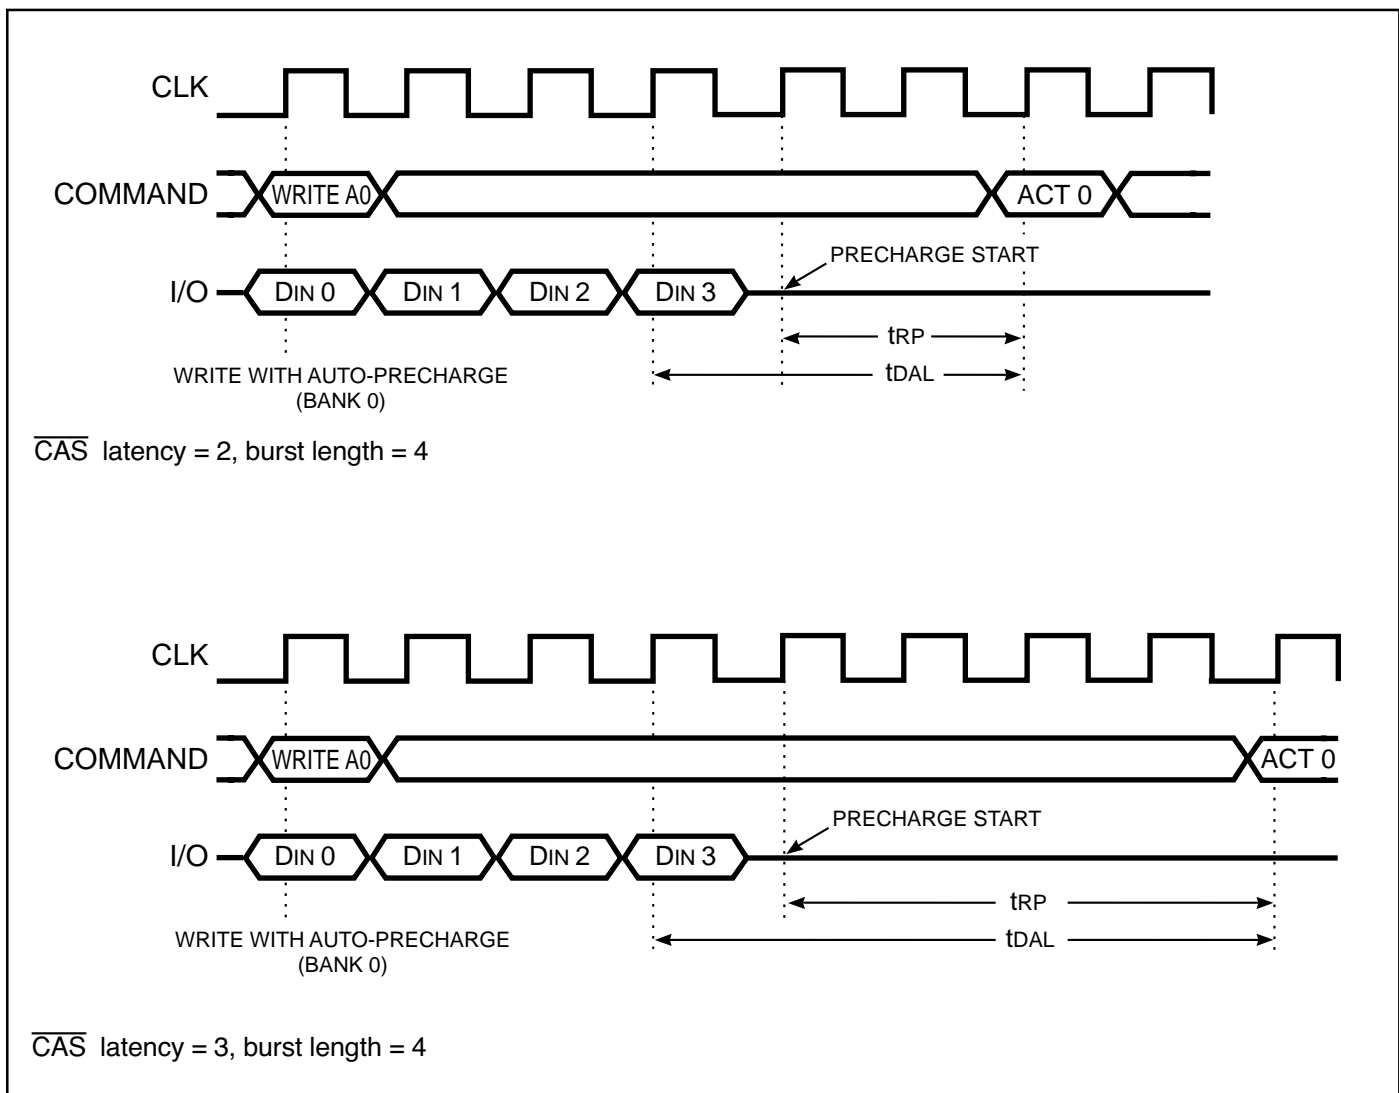 CLK
COMMAND WRITE A0 ACT 0
I/O DIN 0 DIN 1 DIN 2 DIN 3
PRECHARGE START
tRP
tDAL
WRITE WITH AUTO-PRECHARGE
(BANK 0)
CAS latency = 2, burst length = 4
CLK
COMMAND WRITE A0 ACT 0
I/O DIN 0 DIN 1 DIN 2 DIN 3
PRECHARGE START
tRP
tDAL
WRITE WITH AUTO-PRECHARGE
(BANK 0)
CAS latency = 3, burst length = 4